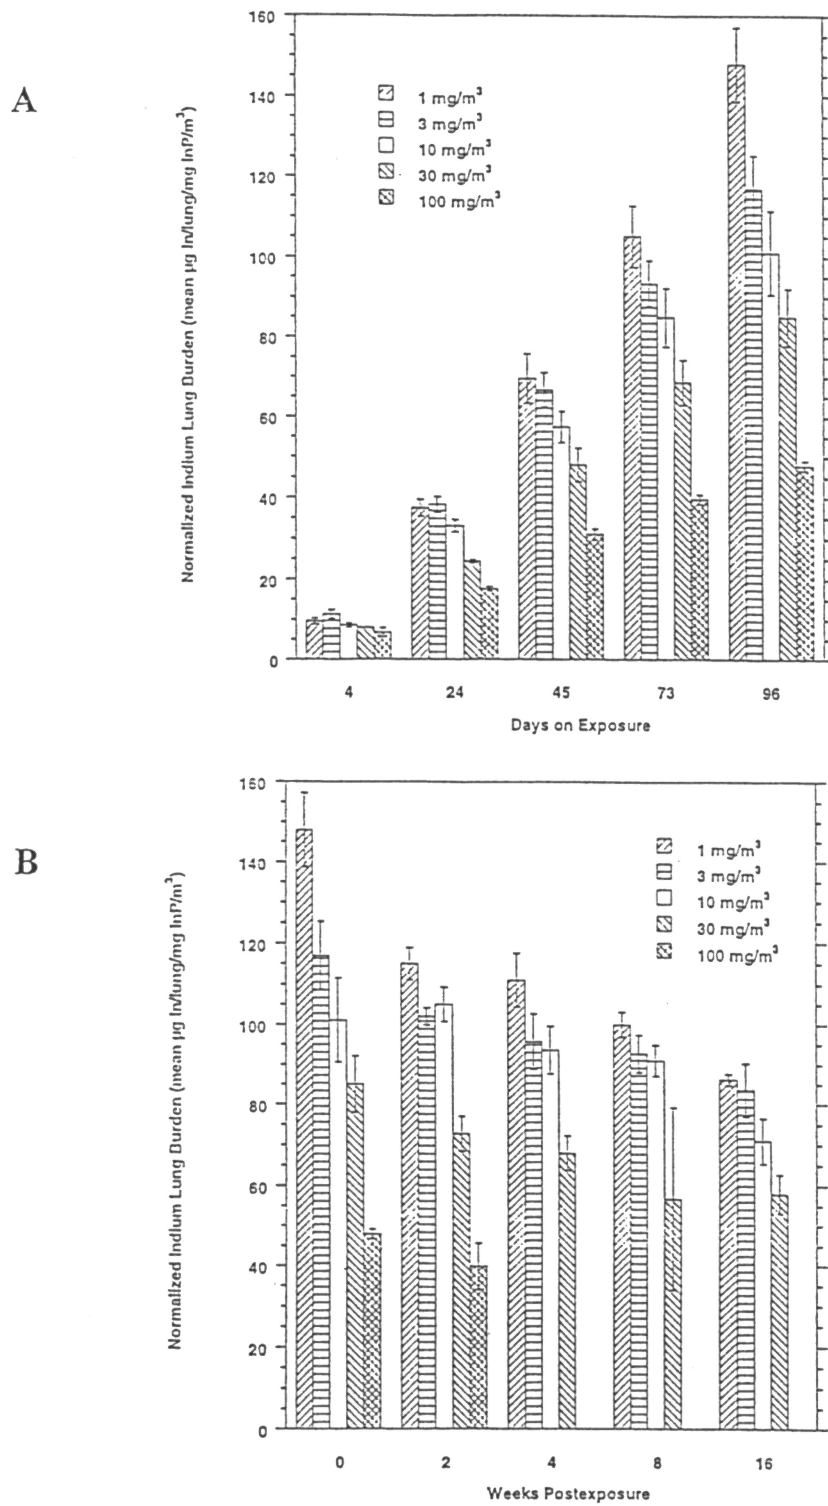 A
Normalized Indium Lung Burden (mean µg In/lung/mg InP/m³)
160
140
120
100
80
60
40
20
0
1 mg/m³
3 mg/m³
10 mg/m³
30 mg/m³
100 mg/m³
4 24 45 73 96
Days on Exposure
B
Normalized Indium Lung Burden (mean µg In/lung/mg InP/m³)
160
140
120
100
80
60
40
20
0
1 mg/m³
3 mg/m³
10 mg/m³
30 mg/m³
100 mg/m³
0 2 4 8 16
Weeks Postexposure